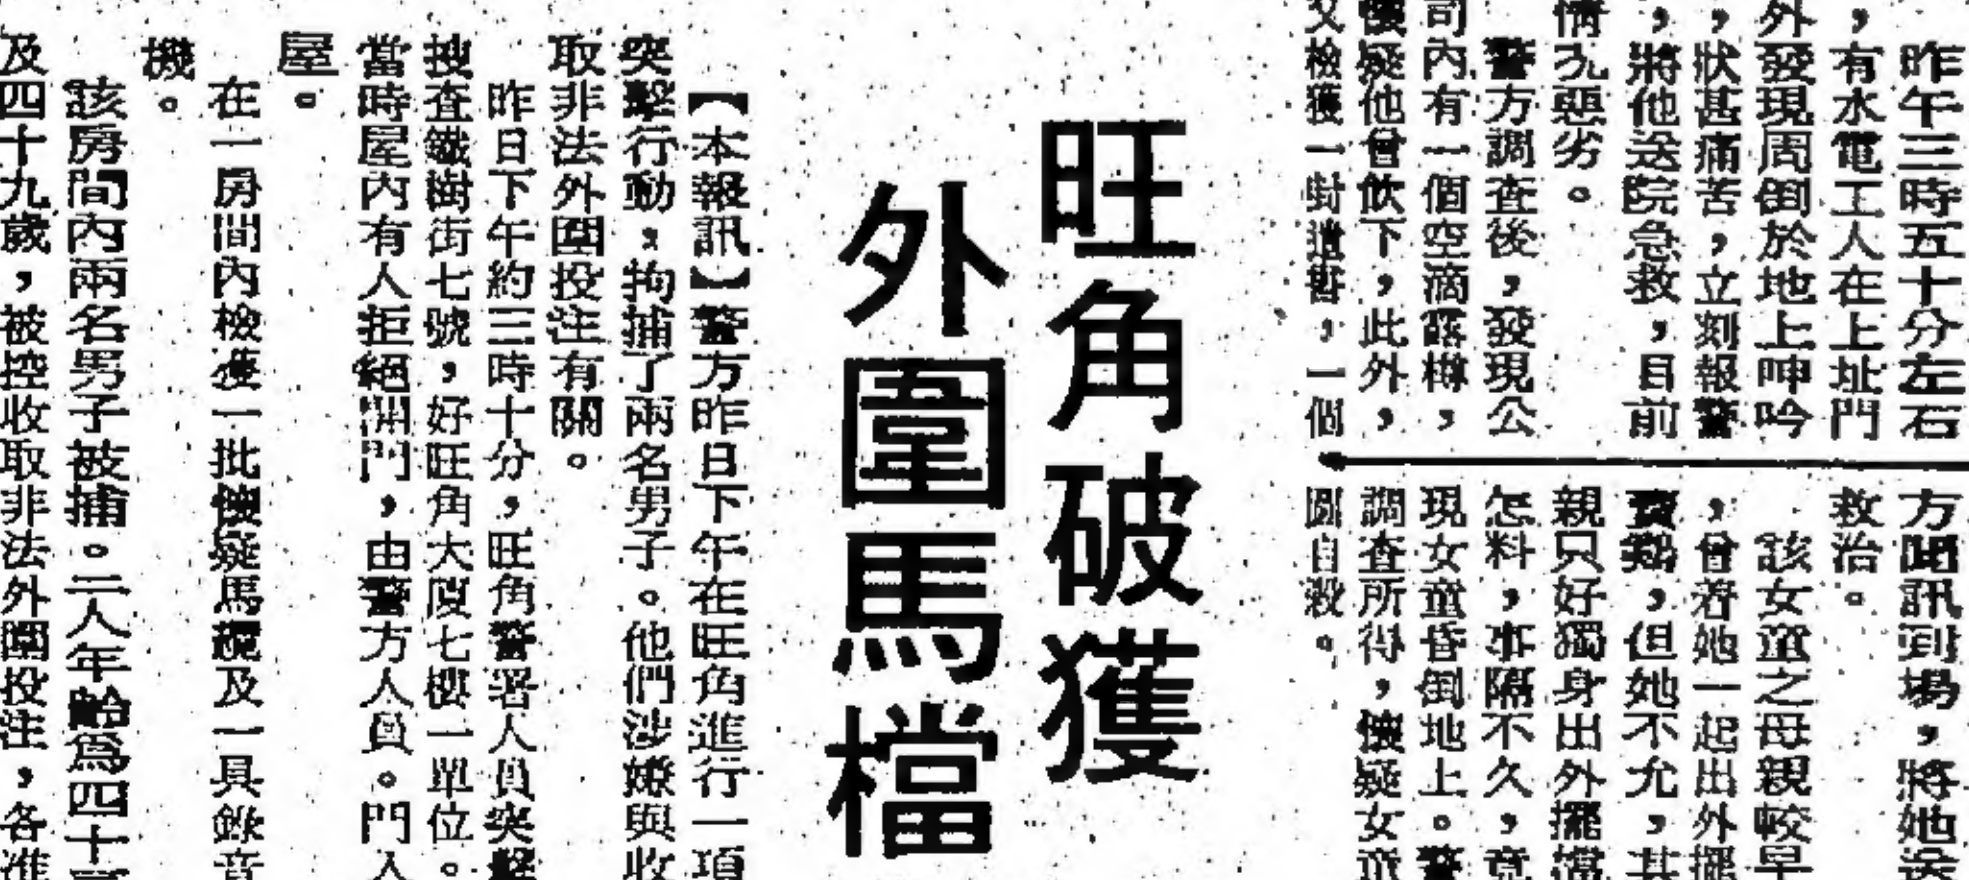 昨午三時五十分左右
，有水電工人在上址門
外發現周倒於地上呻吟
，狀甚痛苦，立刻報警
，將他送院急救，目前
情況惡劣。
警方調查後，發現公
司內有一個空滴露樽，
懷疑他曾飲下，此外，
又檢獲一封遺書，一個
方聞訊到場，將她送
救治。
該女童之母親較早
，曾着她一起出外擺
賣鷄，但她不允，其
親只好獨身出外擺檔
怎料，事隔不久，竟
現女童昏倒地上。警
調查所得，懷疑女童
圖自殺。
旺角破獲
外圍馬檔
【本報訊】警方昨日下午在旺角進行一項
突擊行動，拘捕了兩名男子。他們涉嫌與收
取非法外圍投注有關。
昨日下午約三時十分，旺角警署人員突擊
搜查鐵樹街七號，好旺角大廈七樓一單位。
當時屋內有人拒絕開門，由警方人員。門入
屋。
在一房間內檢獲一批懷疑馬纜及一具錄音
機。
該房間內兩名男子被捕。二人年齡爲四十
及四十九歲，被控收取非法外圍投注，各准